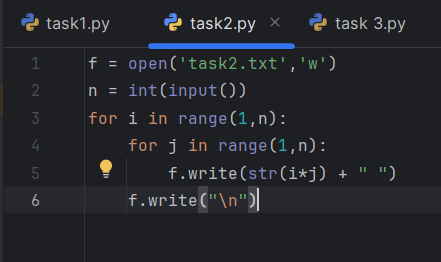 task1.py task2.py × task 3.py
1 f = open('task2.txt','w')
2 n = int(input())
3 for i in range(1,n):
4     for j in range(1,n):
5         f.write(str(i*j) + " ")
6     f.write("\n")